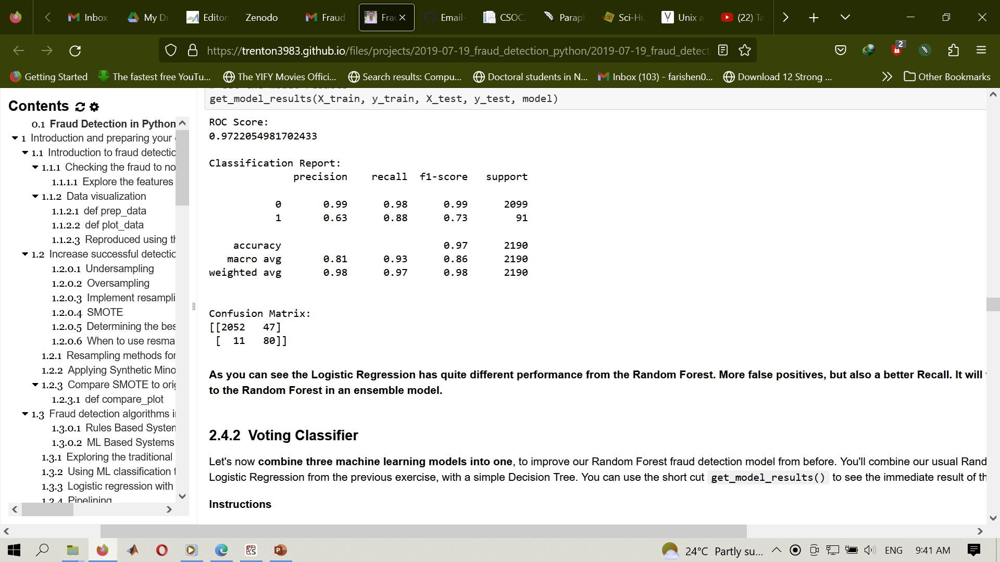 Inbox
My Dr
Editori
Zenodo
Fraud
Frau
Email-
CSOC2
Paraph
Sci-Hu
Unix a
(22) Ta
https://trenton3983.github.io/files/projects/2019-07-19_fraud_detection_python/2019-07-19_fraud_detect
2
Getting Started
The fastest free YouTu...
The YIFY Movies Offici...
Search results: Compu...
Doctoral students in N...
Inbox (103) - farishen0...
Download 12 Strong ...
Other Bookmarks
Contents
0.1 Fraud Detection in Python
1 Introduction and preparing your
1.1 Introduction to fraud detectio
1.1.1 Checking the fraud to no
1.1.1.1 Explore the features
1.1.2 Data visualization
1.1.2.1 def prep_data
1.1.2.2 def plot_data
1.1.2.3 Reproduced using th
1.2 Increase successful detectio
1.2.0.1 Undersampling
1.2.0.2 Oversampling
1.2.0.3 Implement resampli
1.2.0.4 SMOTE
1.2.0.5 Determining the bes
1.2.0.6 When to use resma
1.2.1 Resampling methods for
1.2.2 Applying Synthetic Mino
1.2.3 Compare SMOTE to orig
1.2.3.1 def compare_plot
1.3 Fraud detection algorithms i
1.3.0.1 Rules Based System
1.3.0.2 ML Based Systems
1.3.1 Exploring the traditional
1.3.2 Using ML classification t
1.3.3 Logistic regression with
1.3.4 Pipelining
get_model_results(X_train, y_train, X_test, y_test, model)
ROC Score:
0.9722054981702433
Classification Report:
precision recall f1-score support
0 0.99 0.98 0.99 2099
1 0.63 0.88 0.73 91
accuracy 0.97 2190
macro avg 0.81 0.93 0.86 2190
weighted avg 0.98 0.97 0.98 2190
Confusion Matrix:
[[2052 47]
[ 11 80]]
As you can see the Logistic Regression has quite different performance from the Random Forest. More false positives, but also a better Recall. It will
to the Random Forest in an ensemble model.
2.4.2 Voting Classifier
Let's now combine three machine learning models into one, to improve our Random Forest fraud detection model from before. You'll combine our usual Rand
Logistic Regression from the previous exercise, with a simple Decision Tree. You can use the short cut get_model_results() to see the immediate result of th
Instructions
24°C Partly su...
ENG
9:41 AM